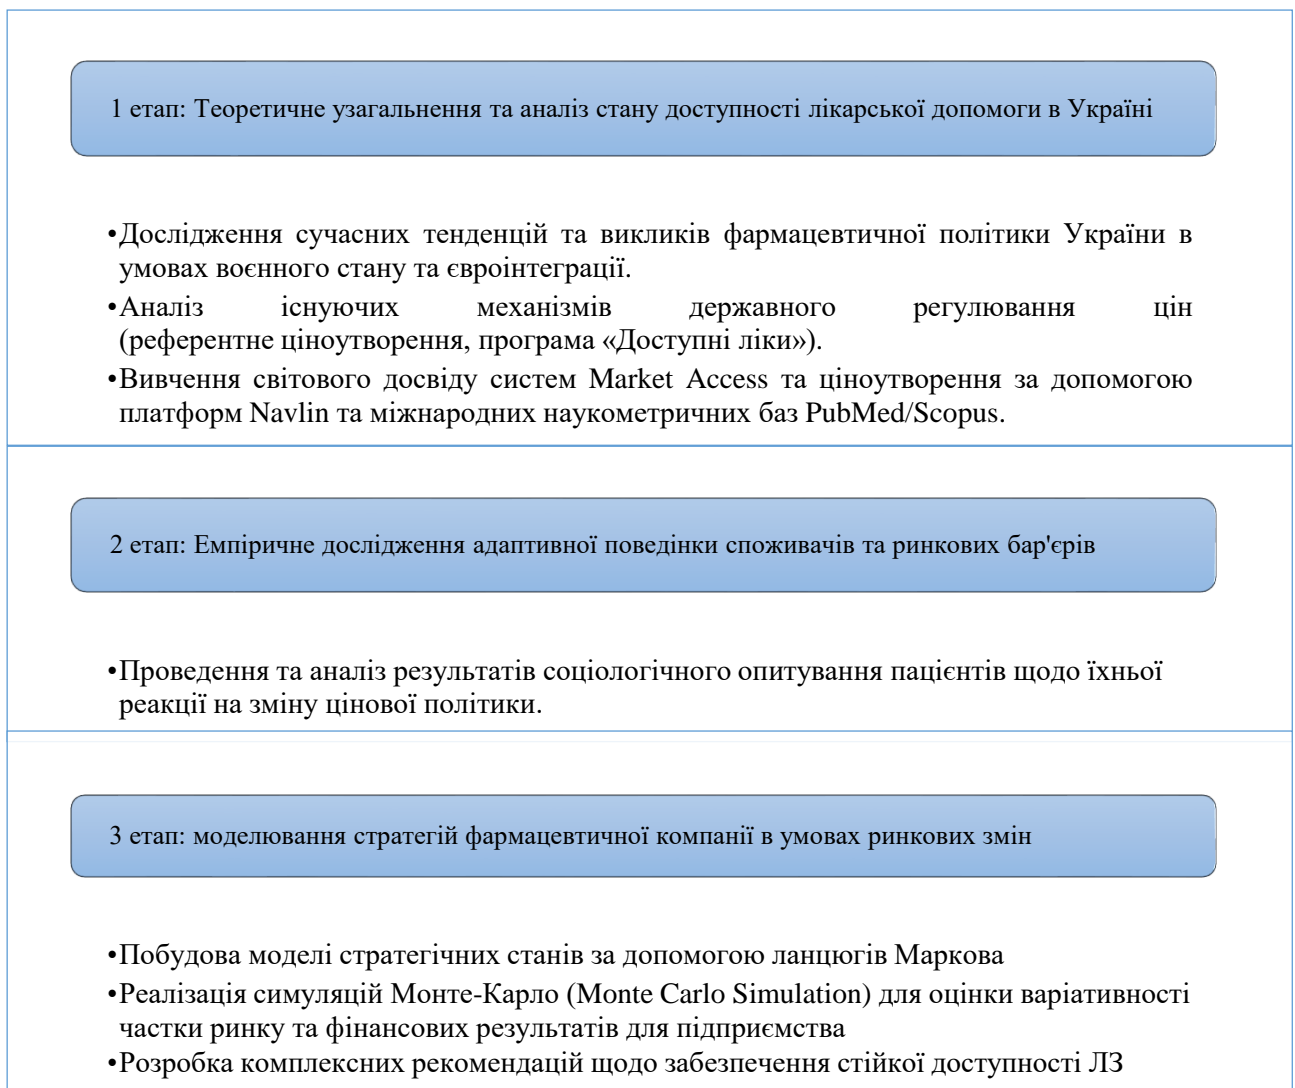 1 етап: Теоретичне узагальнення та аналіз стану доступності лікарської допомоги в Україні
•Дослідження сучасних тенденцій та викликів фармацевтичної політики України в
умовах воєнного стану та євроінтеграції.
•Аналіз існуючих механізмів державного регулювання цін
(референтне ціноутворення, програма «Доступні ліки»).
•Вивчення світового досвіду систем Market Access та ціноутворення за допомогою
платформ Navlin та міжнародних наукометричних баз PubMed/Scopus.
2 етап: Емпіричне дослідження адаптивної поведінки споживачів та ринкових бар'єрів
•Проведення та аналіз результатів соціологічного опитування пацієнтів щодо їхньої
реакції на зміну цінової політики.
3 етап: моделювання стратегій фармацевтичної компанії в умовах ринкових змін
•Побудова моделі стратегічних станів за допомогою ланцюгів Маркова
•Реалізація симуляцій Монте-Карло (Monte Carlo Simulation) для оцінки варіативності
частки ринку та фінансових результатів для підприємства
•Розробка комплексних рекомендацій щодо забезпечення стійкої доступності ЛЗ